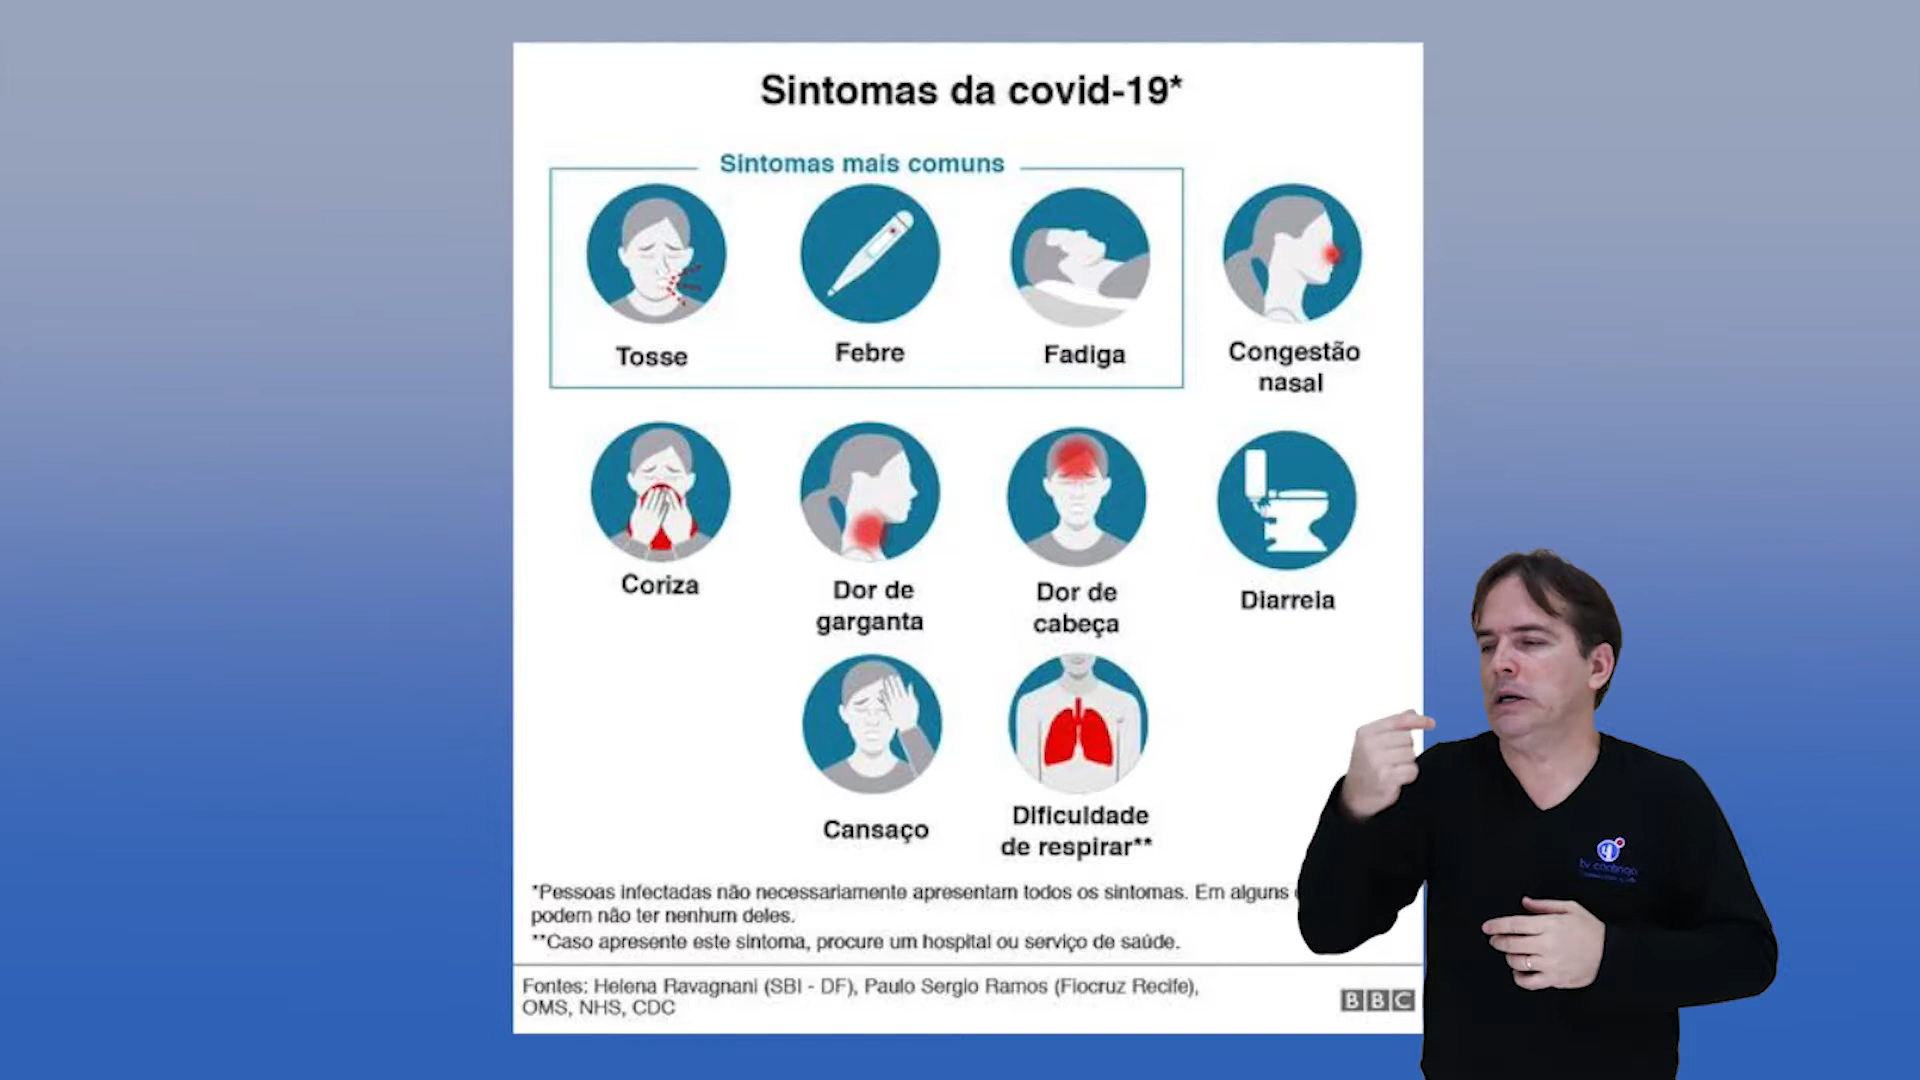 Sintomas da covid-19*
Sintomas mais comuns
Tosse
Febre
Fadiga
Congestão
nasal
Coriza
Dor de
garganta
Dor de
cabeça
Diarreia
Cansaço
Dificuldade
de respirar**
*Pessoas infectadas não necessariamente apresentam todos os sintomas. Em alguns
podem não ter nenhum deles.
**Caso apresente este sintoma, procure um hospital ou serviço de saúde.
Fontes: Helena Ravagnani (SBI - DF), Paulo Sergio Ramos (Fiocruz Recife),
OMS, NHS, CDC
BBC